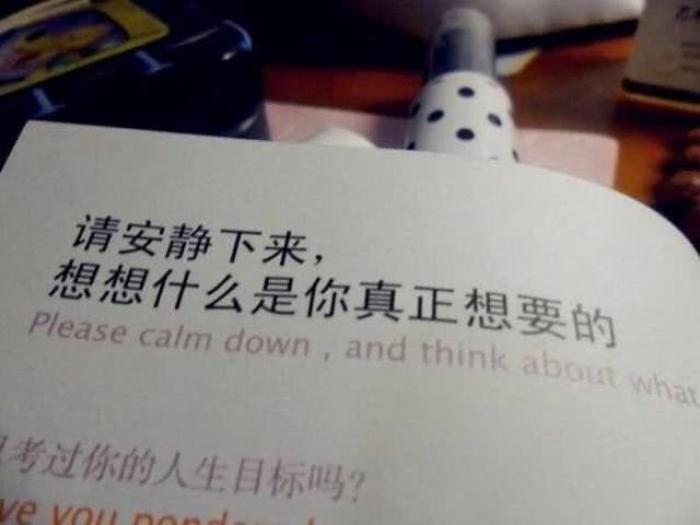 请安静下来，
想想什么是你真正想要的
Please calm down , and think about what
考过你的人生目标吗?
you